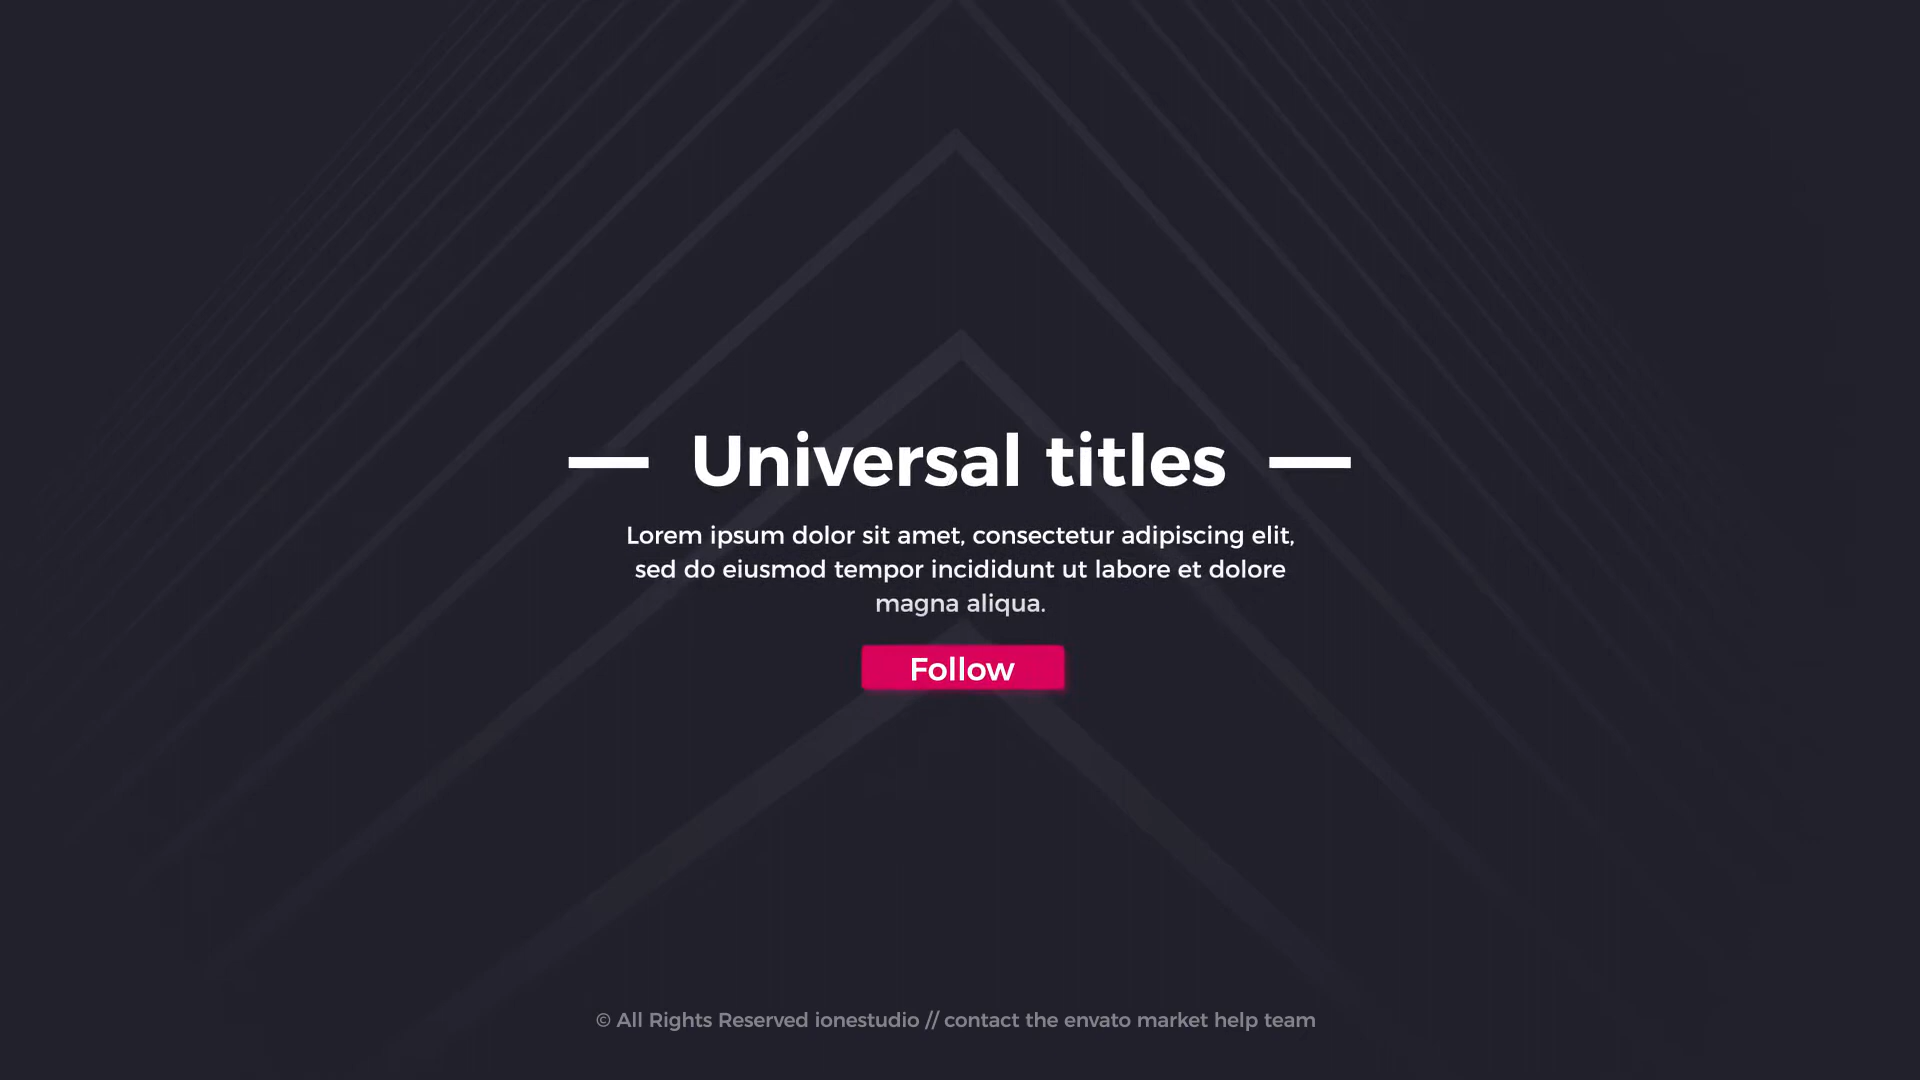 Universal titles
Lorem ipsum dolor sit amet, consectetur adipiscing elit,
sed do eiusmod tempor incididunt ut labore et dolore
magna aliqua.
Follow
© All Rights Reserved ionestudio // contact the envato market help team